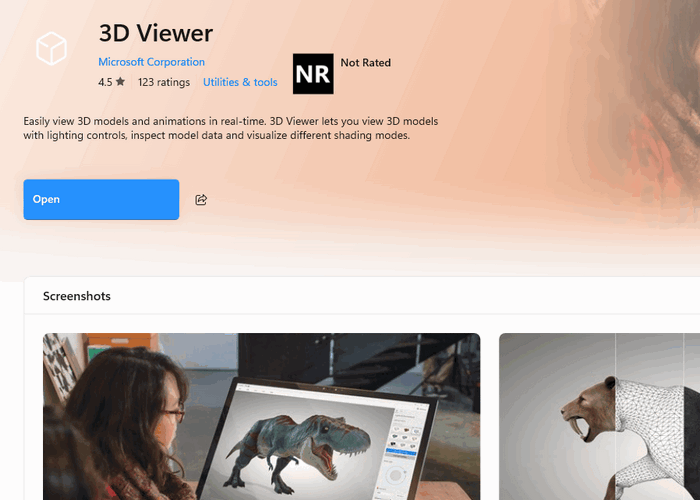 3D Viewer
Microsoft Corporation
4.5 ★ 123 ratings Utilities & tools
NR Not Rated
Easily view 3D models and animations in real-time. 3D Viewer lets you view 3D models
with lighting controls, inspect model data and visualize different shading modes.
Open
Screenshots